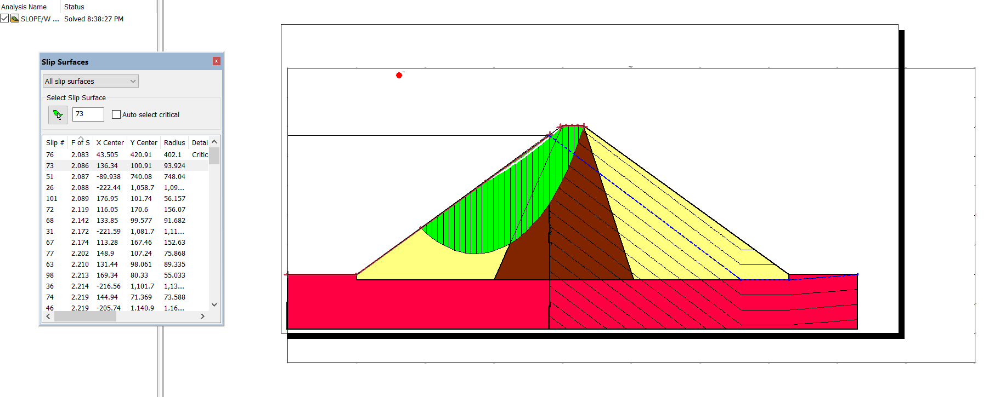 Analysis Name Status
SLOPE/W ... Solved 8:38:27 PM
Slip Surfaces
x
All slip surfaces
Select Slip Surface
73
Auto select critical
Slip # F of S X Center Y Center Radius Detai
76 2.083 43.505 420.91 402.1 Critic
73 2.086 136.34 100.91 93.924
51 2.087 -89.938 740.08 748.04
26 2.088 -222.44 1,058.7 1,09...
101 2.089 176.95 101.74 56.157
72 2.119 116.05 170.6 156.07
68 2.142 133.85 99.577 91.682
31 2.172 -221.59 1,081.7 1,11...
67 2.174 113.28 167.46 152.63
77 2.202 148.9 107.24 75.868
63 2.210 131.44 98.061 89.335
98 2.213 169.34 80.33 55.033
36 2.214 -216.56 1,101.7 1,13...
74 2.219 144.94 71.369 73.588
46 2.219 -205.74 1,140.9 1,16...